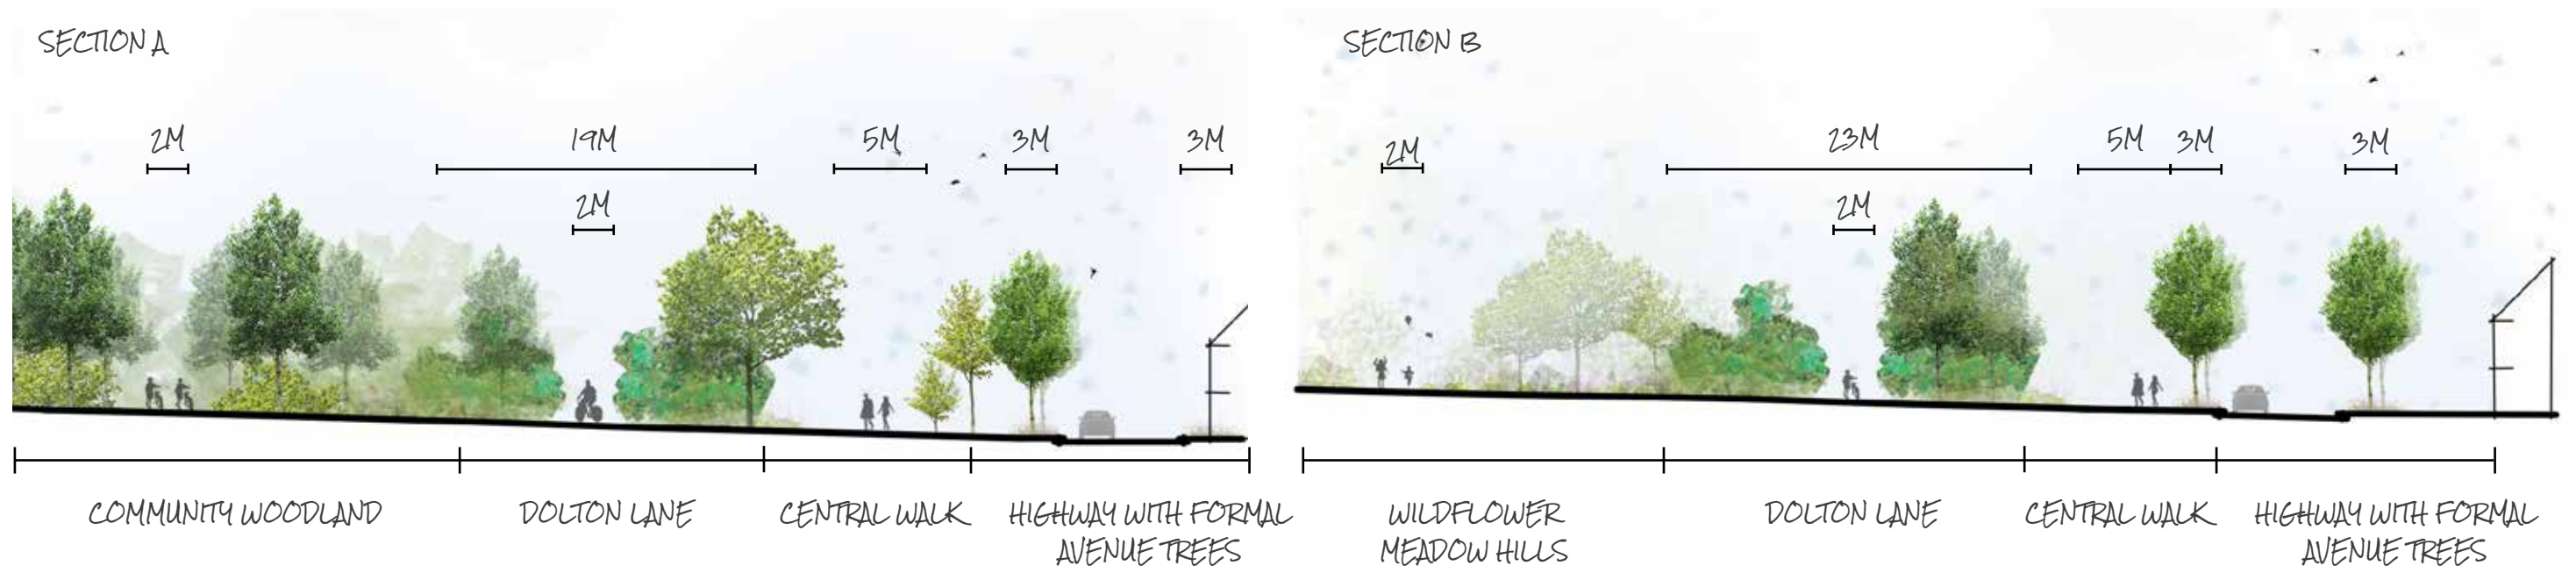 SECTION A
2M
19M
5M
3M
3M
2M
COMMUNITY WOODLAND
DOLTON LANE
CENTRAL WALK
HIGHWAY WITH FORMAL
AVENUE TREES
SECTION B
2M
23M
5M
3M
3M
2M
WILDFLOWER
MEADOW HILLS
DOLTON LANE
CENTRAL WALK
HIGHWAY WITH FORMAL
AVENUE TREES